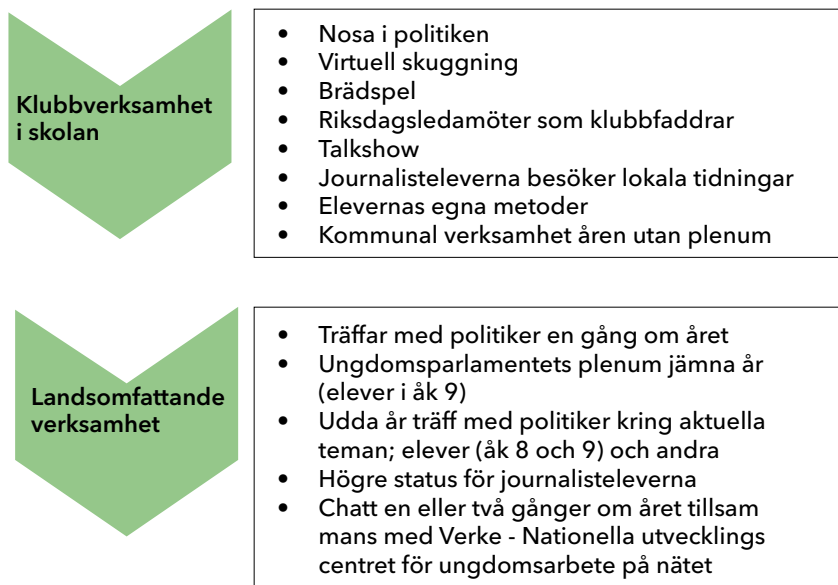 Klubbverksamhet
i skolan
• Nosa i politiken
• Virtuell skuggning
• Brädspel
• Riksdagsledamöter som klubbfaddrar
• Talkshow
• Journalisteleverna besöker lokala tidningar
• Elevernas egna metoder
• Kommunal verksamhet åren utan plenum
Landsomfattande
verksamhet
• Träffar med politiker en gång om året
• Ungdomsparlamentets plenum jämna år
(elever i åk 9)
• Udda år träff med politiker kring aktuella
teman; elever (åk 8 och 9) och andra
• Högre status för journalisteleverna
• Chatt en eller två gånger om året tillsam
mans med Verke - Nationella utvecklings
centret för ungdomsarbete på nätet